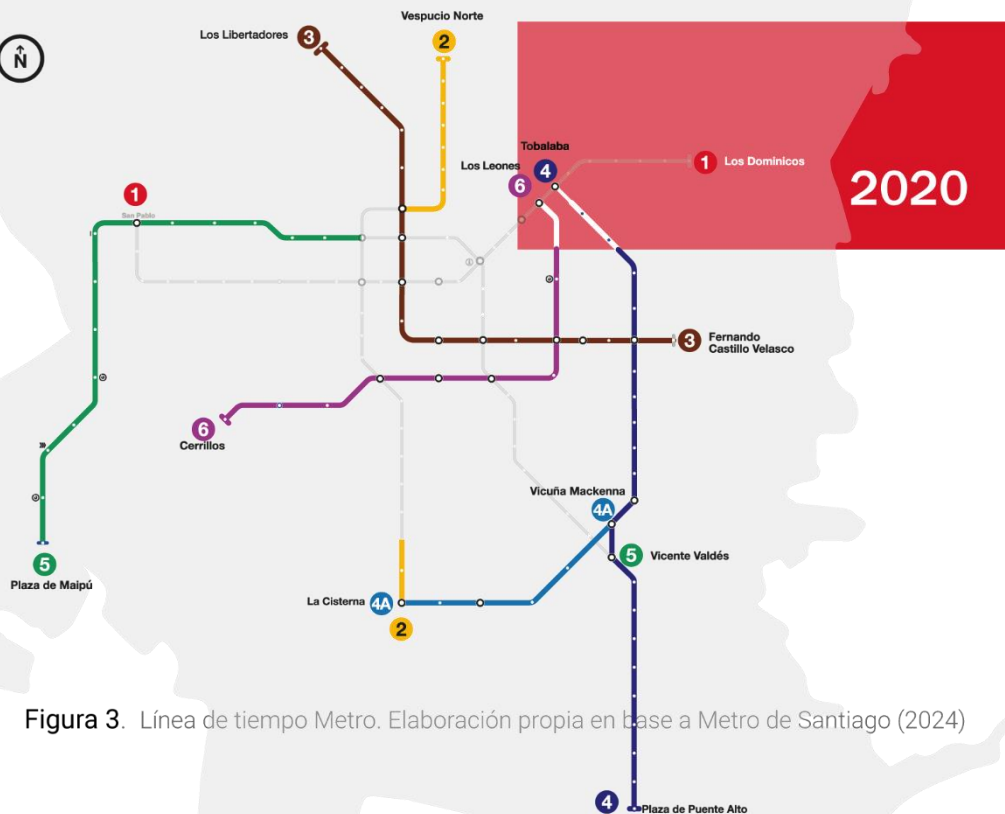 Vespucio Norte
Los Libertadores
3
2
N
Tobalaba
Los Leones
4
1
Los Dominicos
6
2020
1
San Pablo
3
Fernando
Castillo Velasco
6
Cerrillos
Vicuña Mackenna
4A
5
Vicente Valdés
5
Plaza de Maipú
La Cisterna
4A
2
Figura 3. Línea de tiempo Metro. Elaboración propia en base a Metro de Santiago (2024)
4
Plaza de Puente Alto